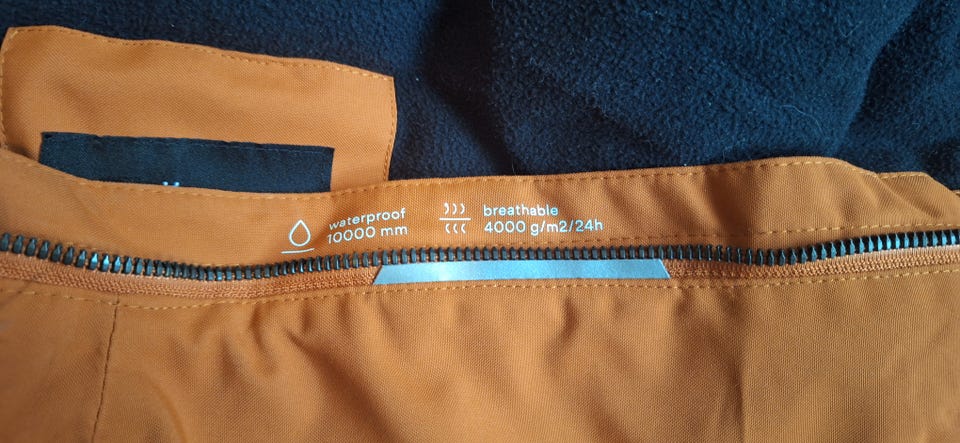 waterproof
10000 mm
breathable
4000 g/m2/24h